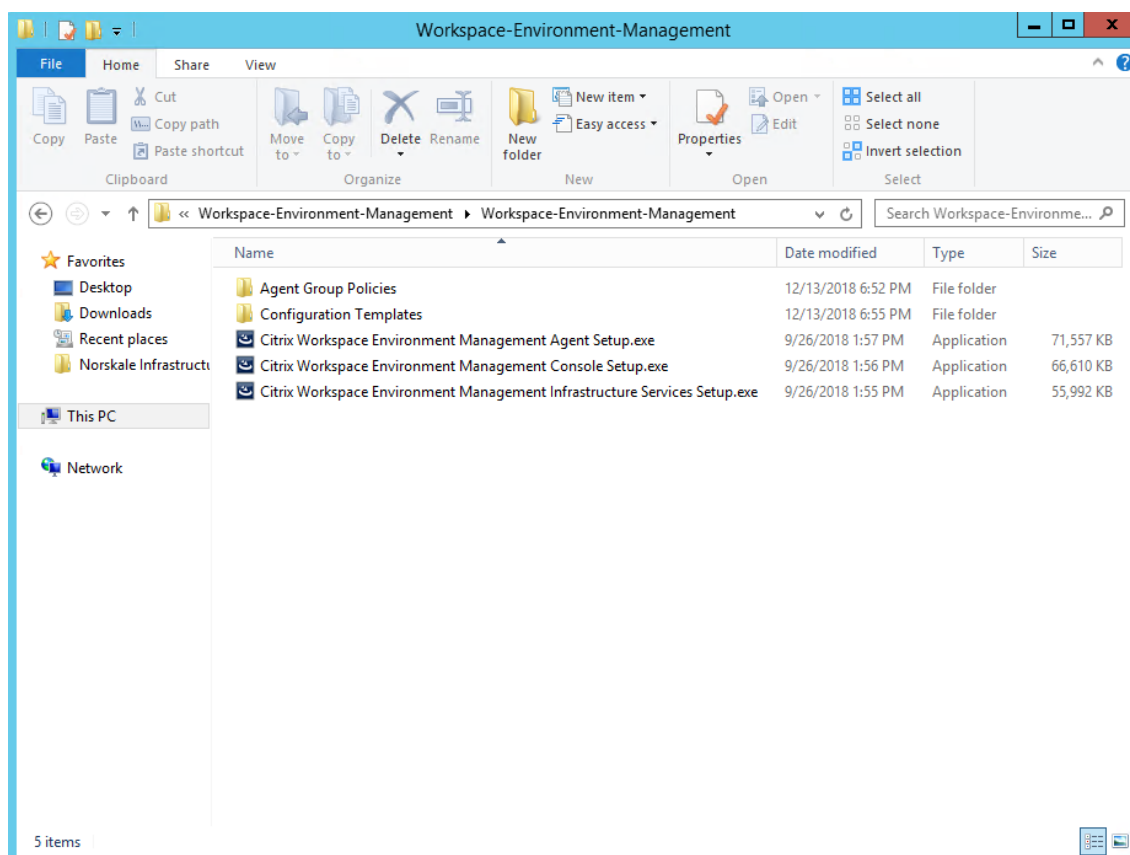 Workspace-Environment-Management
File Home Share View
Copy
Paste
Cut
Copy path
Paste shortcut
Clipboard
Move to
Copy to
Delete
Rename
Organize
New folder
New item
Easy access
New
Properties
Open
Edit
Open
Select all
Select none
Invert selection
Select
« Workspace-Environment-Management Workspace-Environment-Management
Search Workspace-Environme...
Favorites
Desktop
Downloads
Recent places
Norskale Infrastructu
This PC
Network
Name Date modified Type Size
Agent Group Policies 12/13/2018 6:52 PM File folder
Configuration Templates 12/13/2018 6:55 PM File folder
Citrix Workspace Environment Management Agent Setup.exe 9/26/2018 1:57 PM Application 71,557 KB
Citrix Workspace Environment Management Console Setup.exe 9/26/2018 1:56 PM Application 66,610 KB
Citrix Workspace Environment Management Infrastructure Services Setup.exe 9/26/2018 1:55 PM Application 55,992 KB
5 items